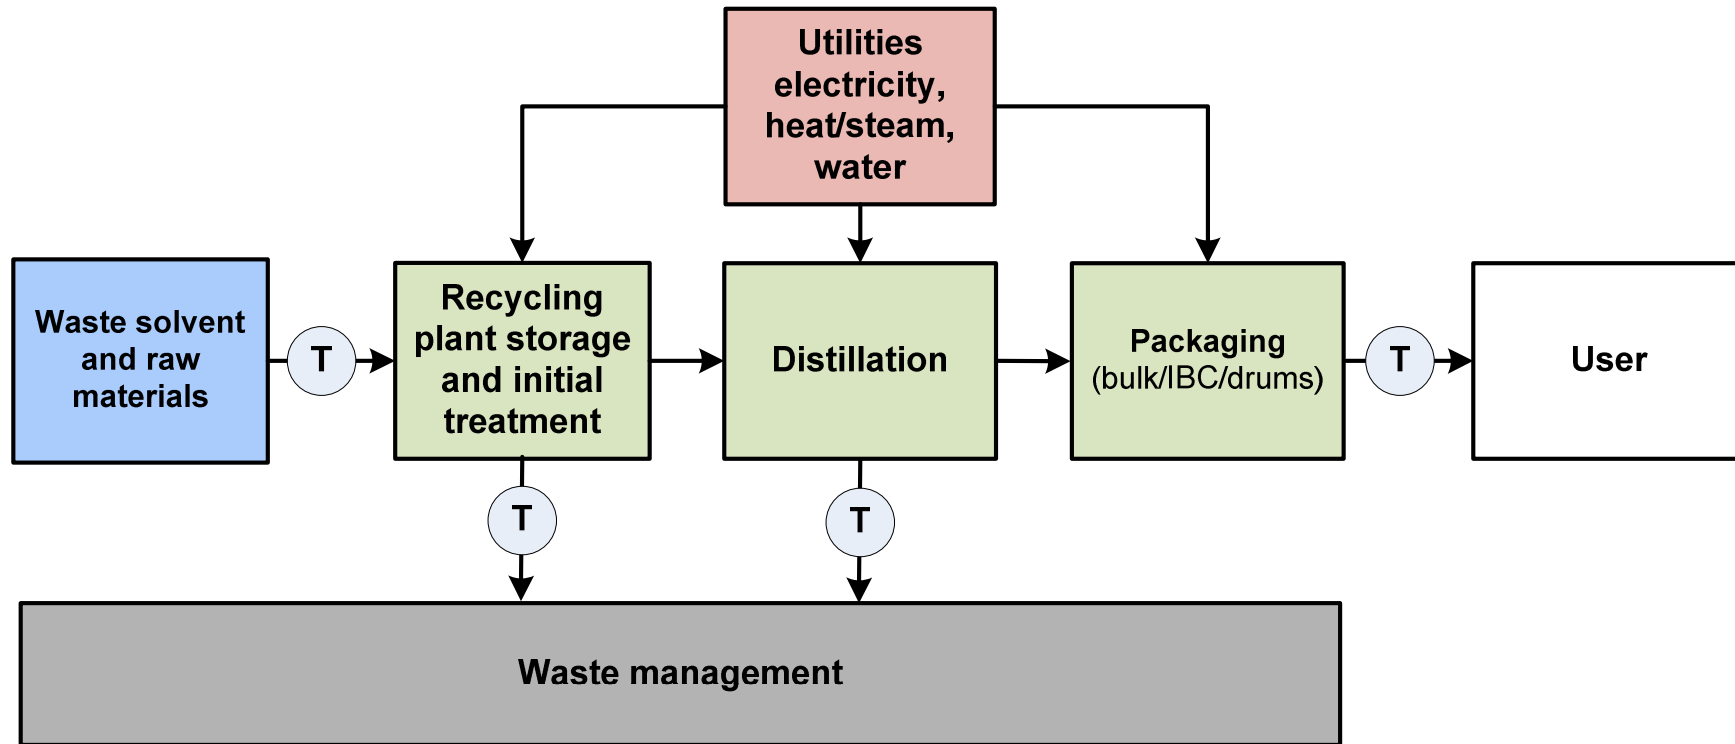 Utilities
electricity,
heat/steam,
water
Waste solvent
and raw
materials
T
Recycling
plant storage
and initial
treatment
Distillation
Packaging
(bulk/IBC/drums)
T
User
T
T
Waste management